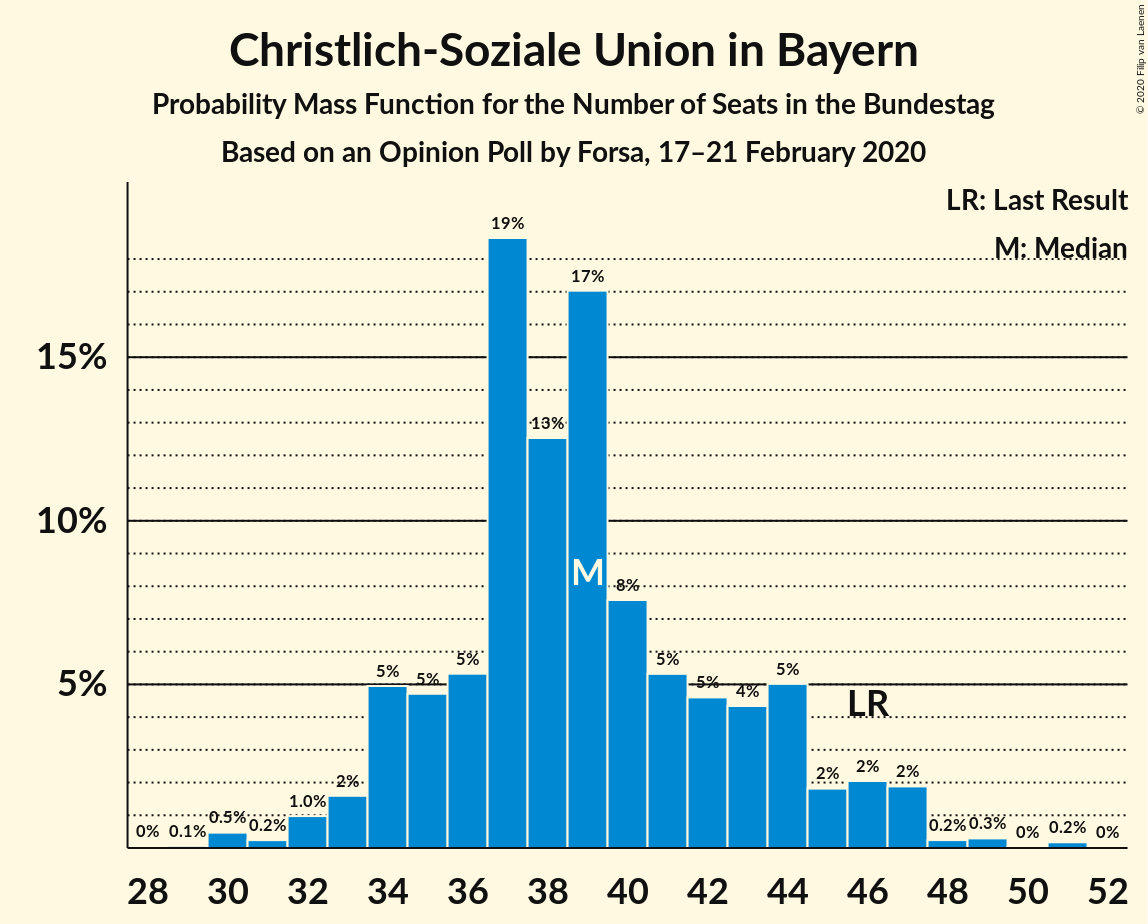 Christlich-Soziale Union in Bayern
Probability Mass Function for the Number of Seats in the Bundestag
Based on an Opinion Poll by Forsa, 17–21 February 2020
© 2020 Filip van Laenen
LR: Last Result
M: Median
15%
10%
5%
0% 0.1% 0.5% 0.2% 1.0% 2% 5% 5% 5% 19% 13% 17% 8% 5% 5% 4% 5% 2% 2% 2% 0.2% 0.3% 0% 0.2% 0%
M
LR
28 30 32 34 36 38 40 42 44 46 48 50 52